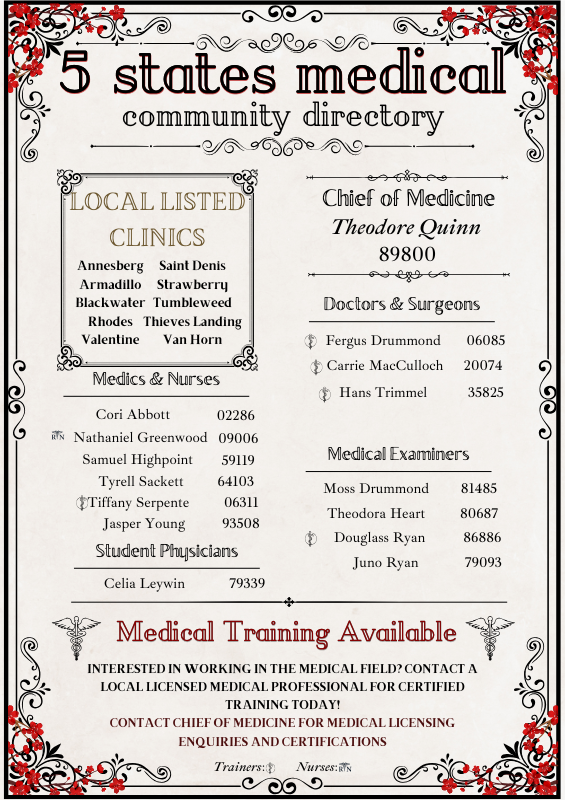 5 states medical
community directory
LOCAL LISTED
CLINICS
Annesberg Saint Denis
Armadillo Strawberry
Blackwater Tumbleweed
Rhodes Thieves Landing
Valentine Van Horn
Medics & Nurses
Cori Abbott 02286
RN Nathaniel Greenwood 09006
Samuel Highpoint 59119
Tyrell Sackett 64103
Tiffany Serpente 06311
Jasper Young 93508
Student Physicians
Celia Leywin 79339
Chief of Medicine
Theodore Quinn
89800
Doctors & Surgeons
Fergus Drummond 06085
Carrie MacCulloch 20074
Hans Trimmel 35825
Medical Examiners
Moss Drummond 81485
Theodora Heart 80687
Douglass Ryan 86886
Juno Ryan 79093
Medical Training Available
INTERESTED IN WORKING IN THE MEDICAL FIELD? CONTACT A
LOCAL LICENSED MEDICAL PROFESSIONAL FOR CERTIFIED
TRAINING TODAY!
CONTACT CHIEF OF MEDICINE FOR MEDICAL LICENSING
ENQUIRIES AND CERTIFICATIONS
Trainers: Nurses: RN